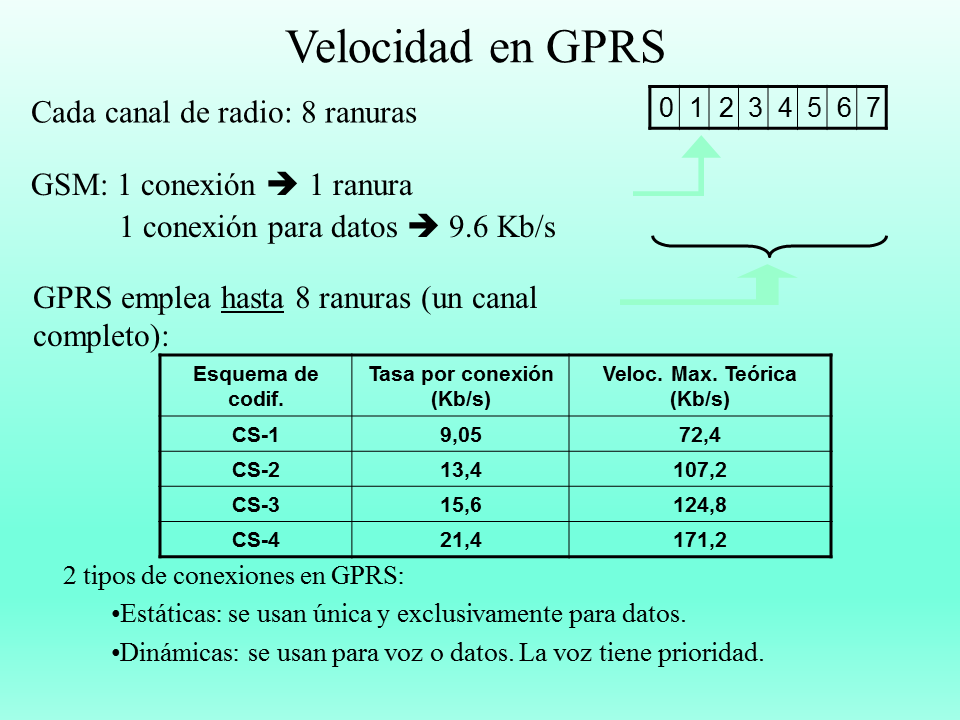 Velocidad en GPRS
Cada canal de radio: 8 ranuras
0 1 2 3 4 5 6 7
GSM: 1 conexión ➔ 1 ranura
1 conexión para datos ➔ 9.6 Kb/s
GPRS emplea hasta 8 ranuras (un canal
completo):
Esquema de codif. Tasa por conexión (Kb/s) Veloc. Max. Teórica (Kb/s)
CS-1 9,05 72,4
CS-2 13,4 107,2
CS-3 15,6 124,8
CS-4 21,4 171,2
2 tipos de conexiones en GPRS:
•Estáticas: se usan única y exclusivamente para datos.
•Dinámicas: se usan para voz o datos. La voz tiene prioridad.